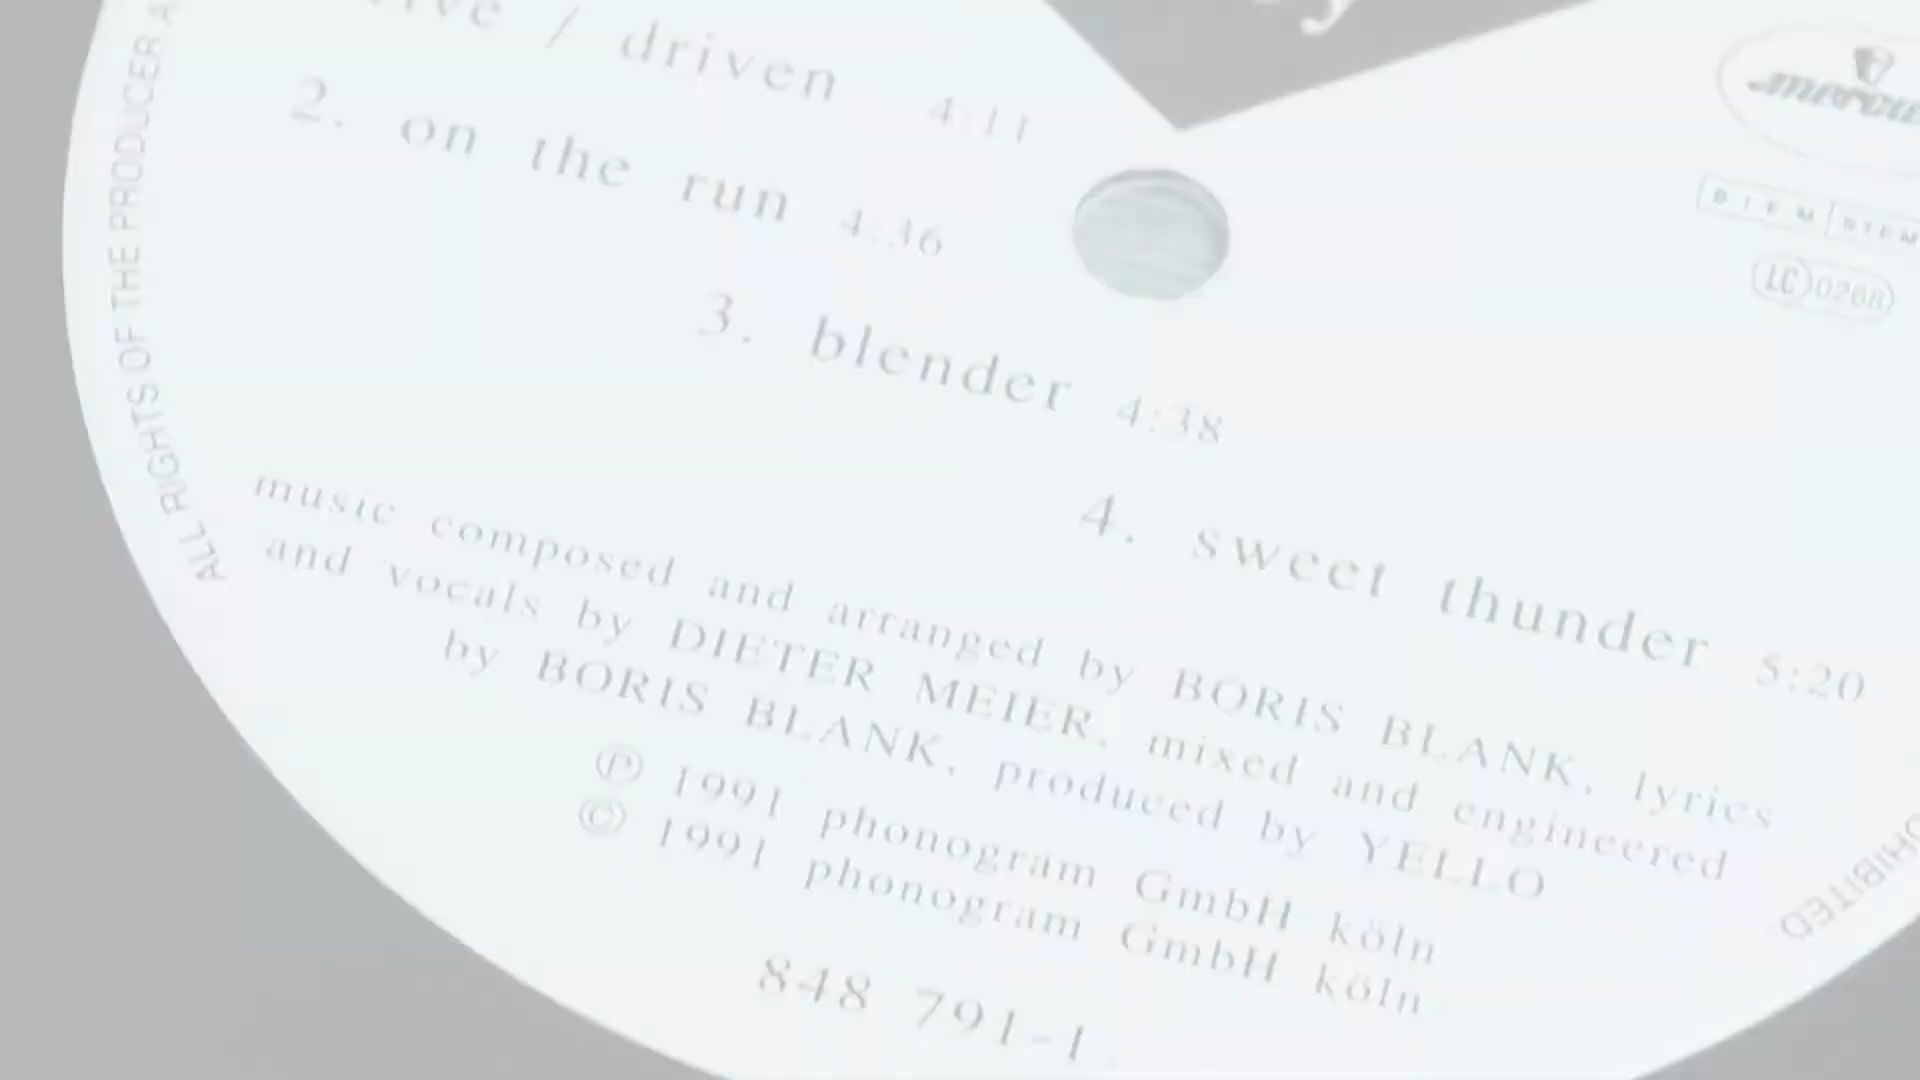 / driven 4:11
2. on the run 4:36
3. blender 4:38
4. sweet thunder 5:20
music composed and arranged by BORIS BLANK, lyrics
and vocals by DIETER MEIER, mixed and engineered
by BORIS BLANK, produced by YELLO
℗ 1991 phonogram GmbH köln
© 1991 phonogram GmbH köln
848 791-1
BIEM STEM
LC 0268
ALL RIGHTS OF THE PRODUCER